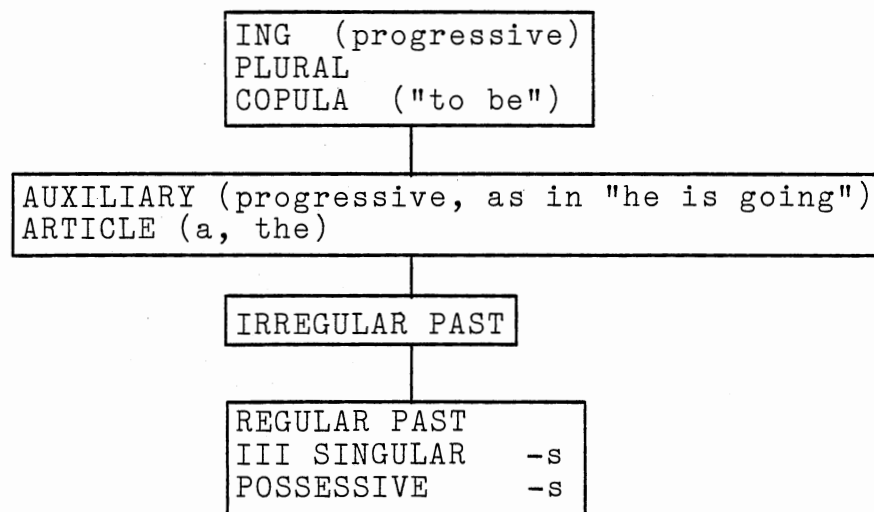 ING (progressive)
PLURAL
COPULA ("to be")
AUXILIARY (progressive, as in "he is going")
ARTICLE (a, the)
IRREGULAR PAST
REGULAR PAST
III SINGULAR -s
POSSESSIVE -s